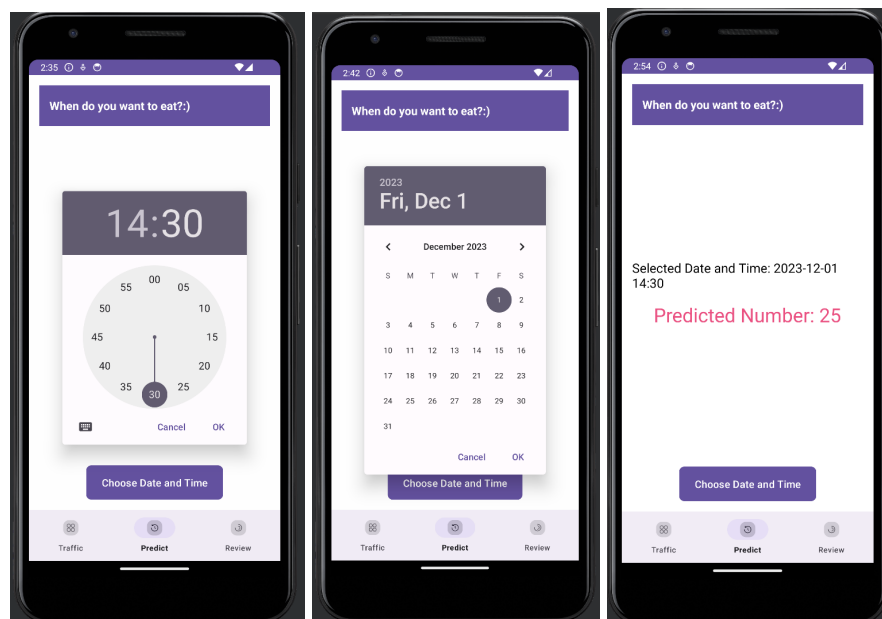 2:35
When do you want to eat?:)
14:30
00
55 05
50 10
45 15
40 20
35 25
30
Cancel OK
Choose Date and Time
Traffic Predict Review
2:42
When do you want to eat?:)
2023
Fri, Dec 1
December 2023
S M T W T F S
1 2
3 4 5 6 7 8 9
10 11 12 13 14 15 16
17 18 19 20 21 22 23
24 25 26 27 28 29 30
31
Cancel OK
Choose Date and Time
Traffic Predict Review
2:54
When do you want to eat?:)
Selected Date and Time: 2023-12-01
14:30
Predicted Number: 25
Choose Date and Time
Traffic Predict Review